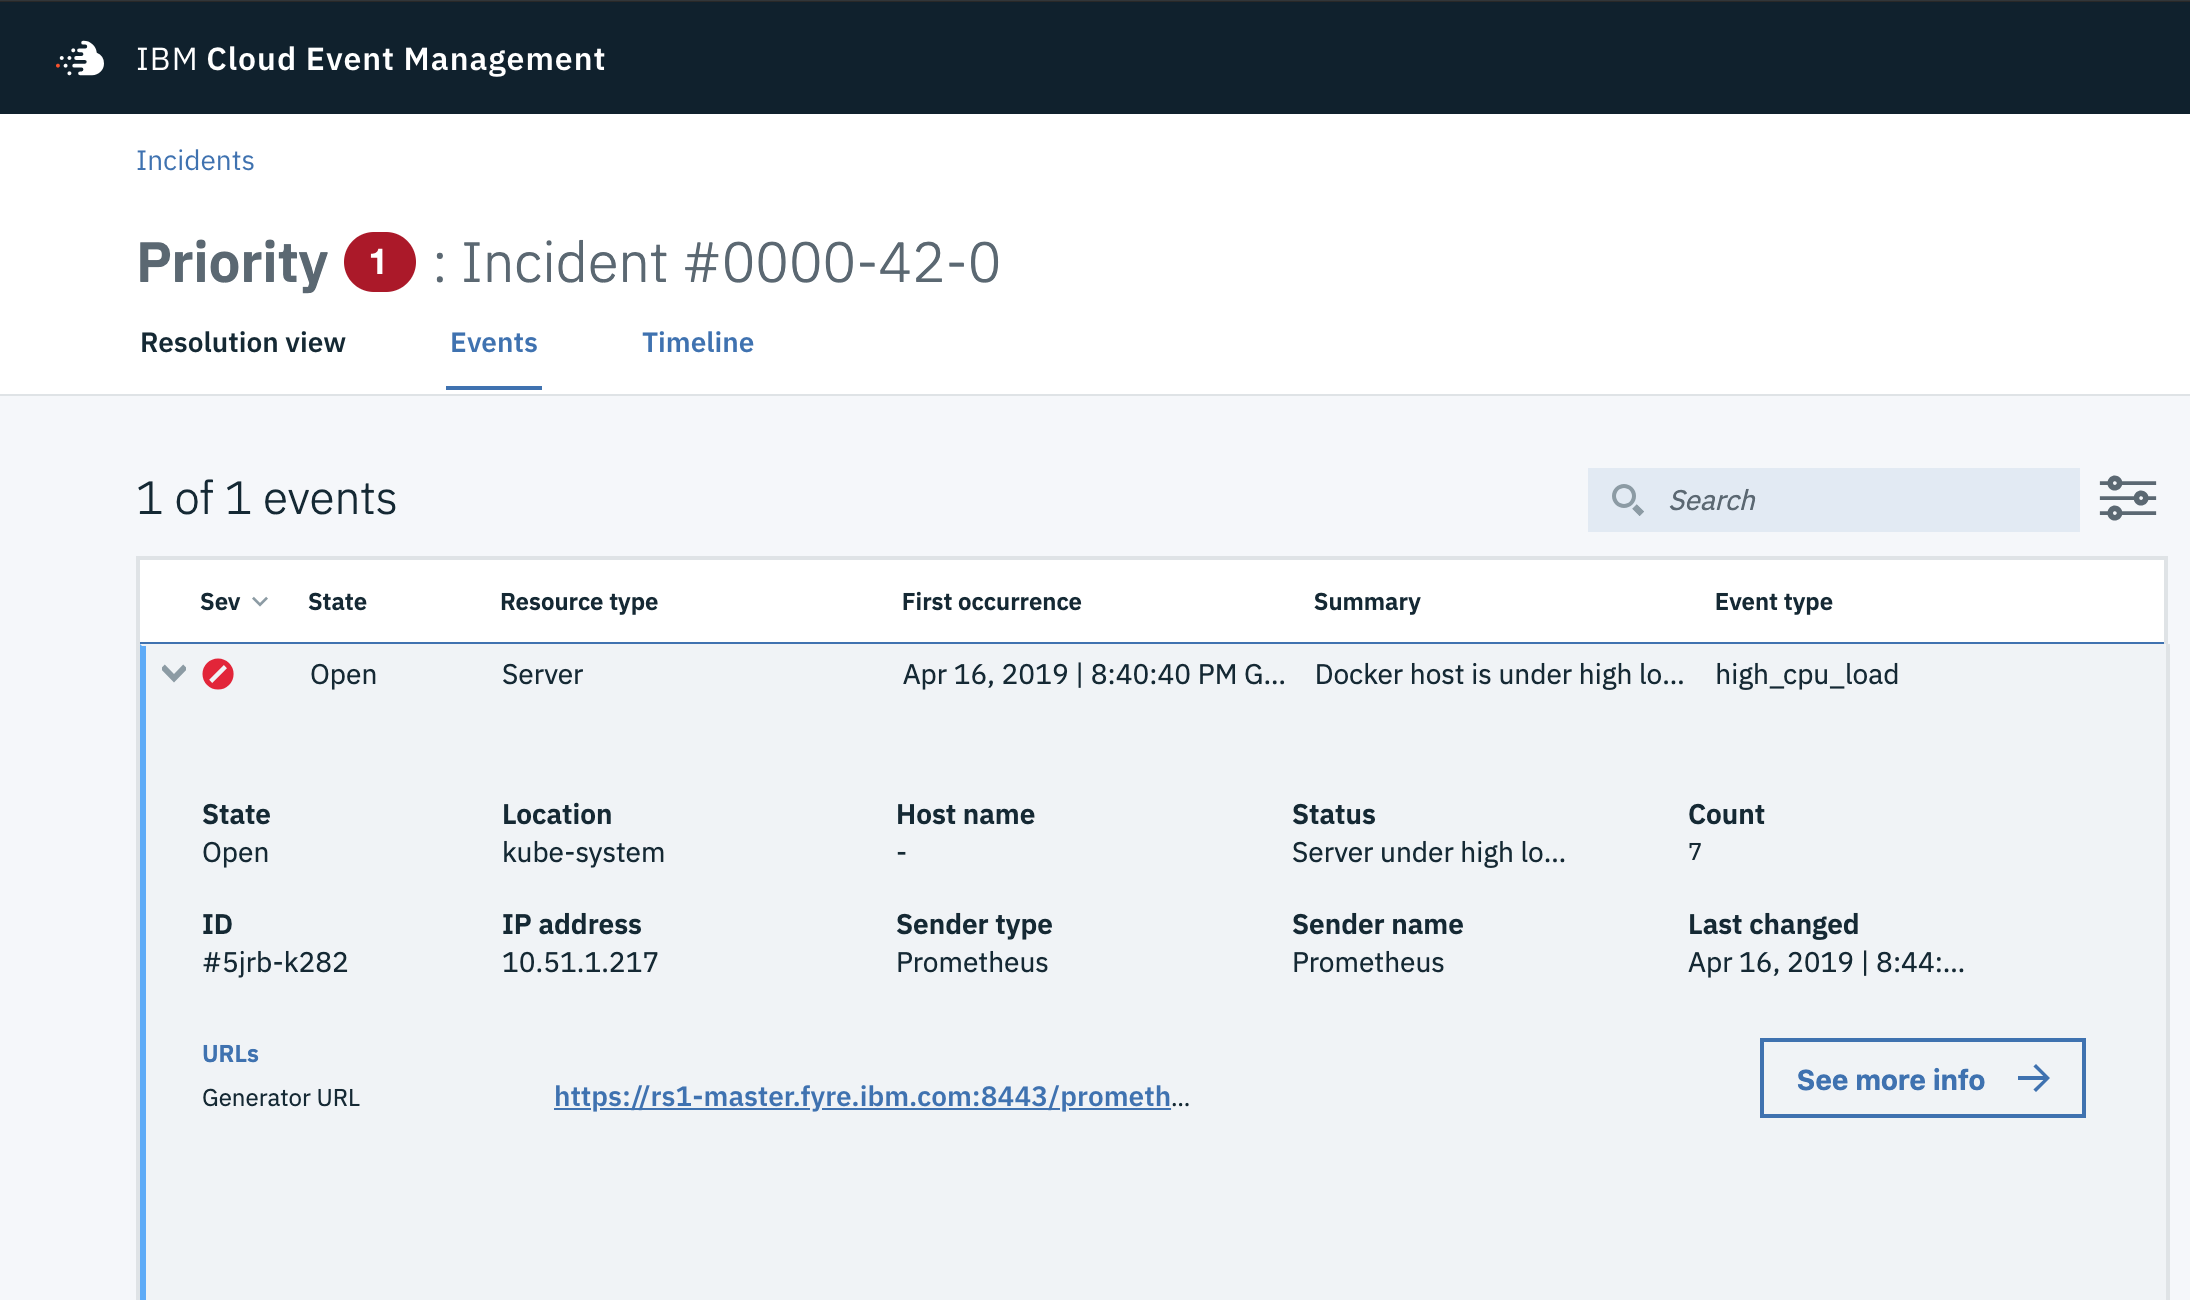 IBM Cloud Event Management
Incidents
Priority 1 : Incident #0000-42-0
Resolution view Events Timeline
1 of 1 events Search
Sev State Resource type First occurrence Summary Event type
Open Server Apr 16, 2019 | 8:40:40 PM G... Docker host is under high lo... high_cpu_load
State Location Host name Status Count
Open kube-system - Server under high lo... 7
ID IP address Sender type Sender name Last changed
#5jrb-k282 10.51.1.217 Prometheus Prometheus Apr 16, 2019 | 8:44:...
URLs
See more info
Generator URL https://rs1-master.fyre.ibm.com:8443/prometh...